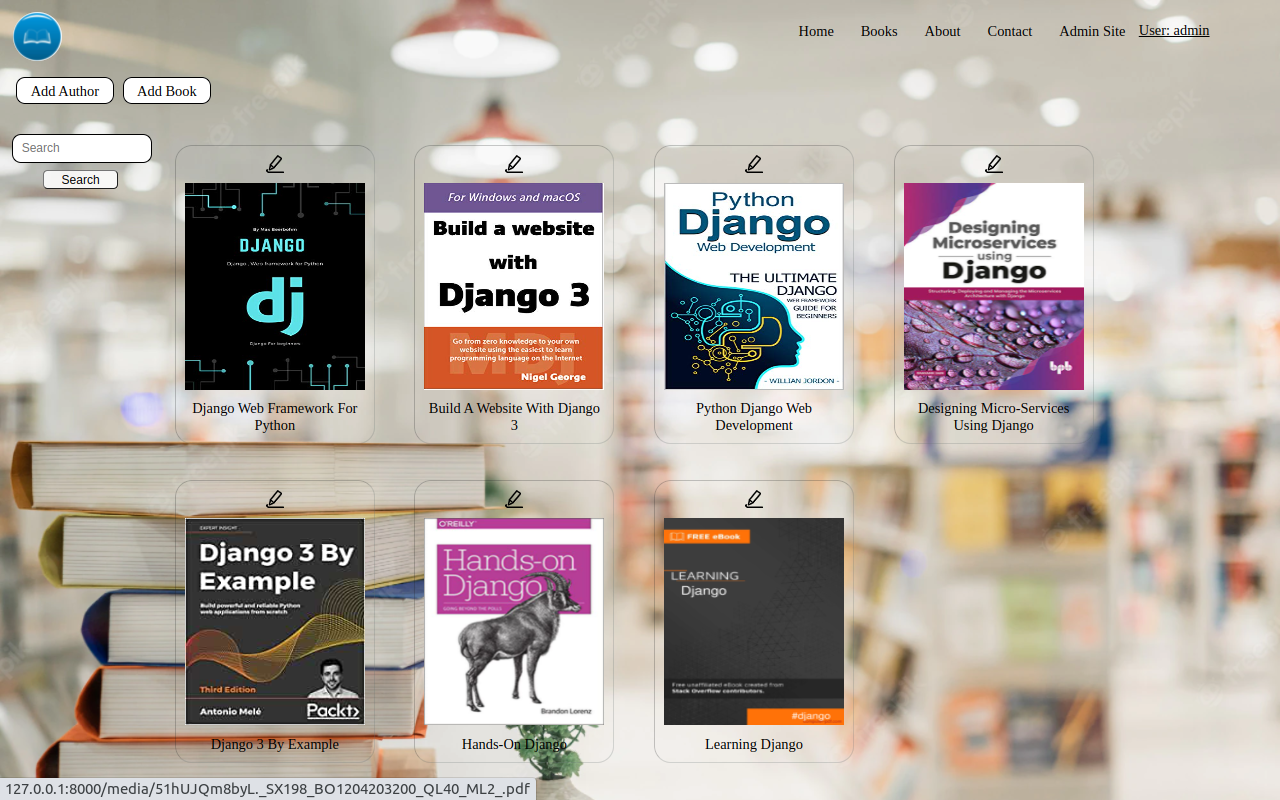 Home Books About Contact Admin Site User: admin
Add Author Add Book
Search
Search
By Max Beerbohm
DJANGO
Django , Web framework for Python
dj
Django For beginners
Django Web Framework For
Python
For Windows and macOS
Build a website
with
Django 3
MDJ
Go from zero knowledge to your own
website using the easiest to learn
programming language on the Internet
Nigel George
Build A Website With Django
3
Python
Django
Web Development
THE ULTIMATE
DJANGO
WEB FRAMEWORK
GUIDE FOR
BEGINNERS
- WILLIAN JORDON -
Python Django Web
Development
Designing
Microservices
using
Django
Structuring, Deploying and Managing the Microservices
Architecture with Django
bpb
Designing Micro-Services
Using Django
EXPERT INSIGHT
Django 3 By
Example
Build powerful and reliable Python
web applications from scratch
Third Edition
Antonio Melé
Packt>
Django 3 By Example
O'REILLY
Hands-on
Django
GOING BEYOND THE POLLS
Brandon Lorenz
Hands-On Django
FREE eBook
LEARNING
Django
Free unaffiliated eBook created from
Stack Overflow contributors.
#django
Learning Django
freepik
127.0.0.1:8000/media/51hUJQm8byL._SX198_BO1204203200_QL40_ML2_.pdf